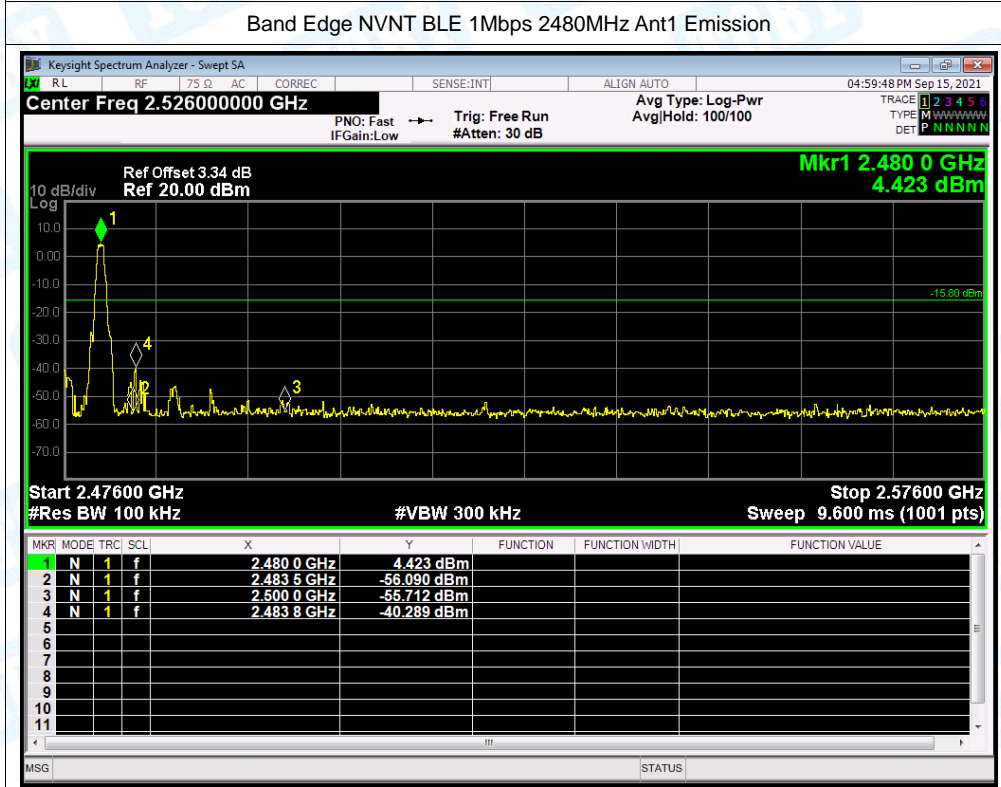 Band Edge NVNT BLE 1Mbps 2480MHz Ant1 Emission
Keysight Spectrum Analyzer - Swept SA
LXI RL RF 75 Ω AC CORREC SENSE:INT ALIGN AUTO 04:59:48 PM Sep 15, 2021
Center Freq 2.526000000 GHz Avg Type: Log-Pwr TRACE 1 2 3 4 5 6
PNO: Fast Trig: Free Run Avg|Hold: 100/100 TYPE M WWWWW
IFGain:Low #Atten: 30 dB DET P N N N N N
Mkr1 2.480 0 GHz
Ref Offset 3.34 dB
10 dB/div Ref 20.00 dBm 4.423 dBm
Log
1
10.0
0.00
-10.0
-15.80 dBm
-20.0
-30.0
4
-40.0
2 3
-50.0
-60.0
-70.0
Start 2.47600 GHz Stop 2.57600 GHz
#Res BW 100 kHz #VBW 300 kHz Sweep 9.600 ms (1001 pts)
MKR MODE TRC SCL X Y FUNCTION FUNCTION WIDTH FUNCTION VALUE
1 N 1 f 2.480 0 GHz 4.423 dBm
2 N 1 f 2.483 5 GHz -56.090 dBm
3 N 1 f 2.500 0 GHz -55.712 dBm
4 N 1 f 2.483 8 GHz -40.289 dBm
5
6
7
8
9
10
11
MSG STATUS